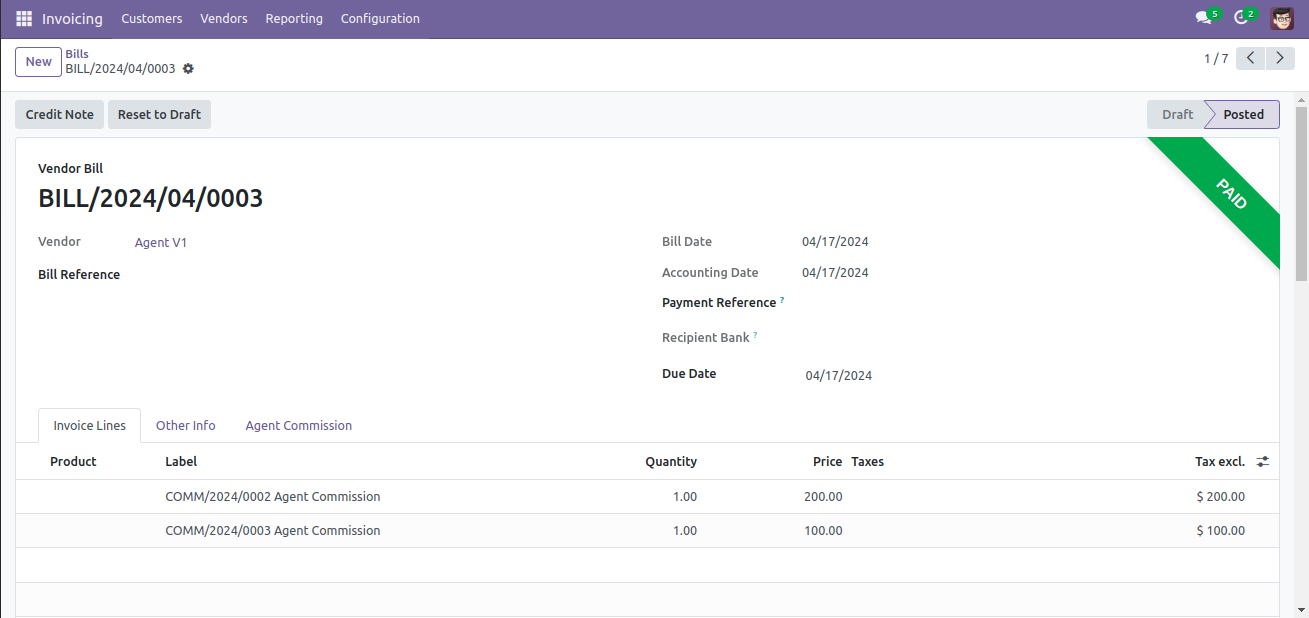 Invoicing Customers Vendors Reporting Configuration 5 2
New Bills
BILL/2024/04/0003 1 / 7
Credit Note Reset to Draft Draft Posted
PAID
Vendor Bill
BILL/2024/04/0003
Vendor Agent V1 Bill Date 04/17/2024
Bill Reference Accounting Date 04/17/2024
Payment Reference ?
Recipient Bank ?
Due Date 04/17/2024
Invoice Lines Other Info Agent Commission
Product Label Quantity Price Taxes Tax excl.
COMM/2024/0002 Agent Commission 1.00 200.00 $ 200.00
COMM/2024/0003 Agent Commission 1.00 100.00 $ 100.00